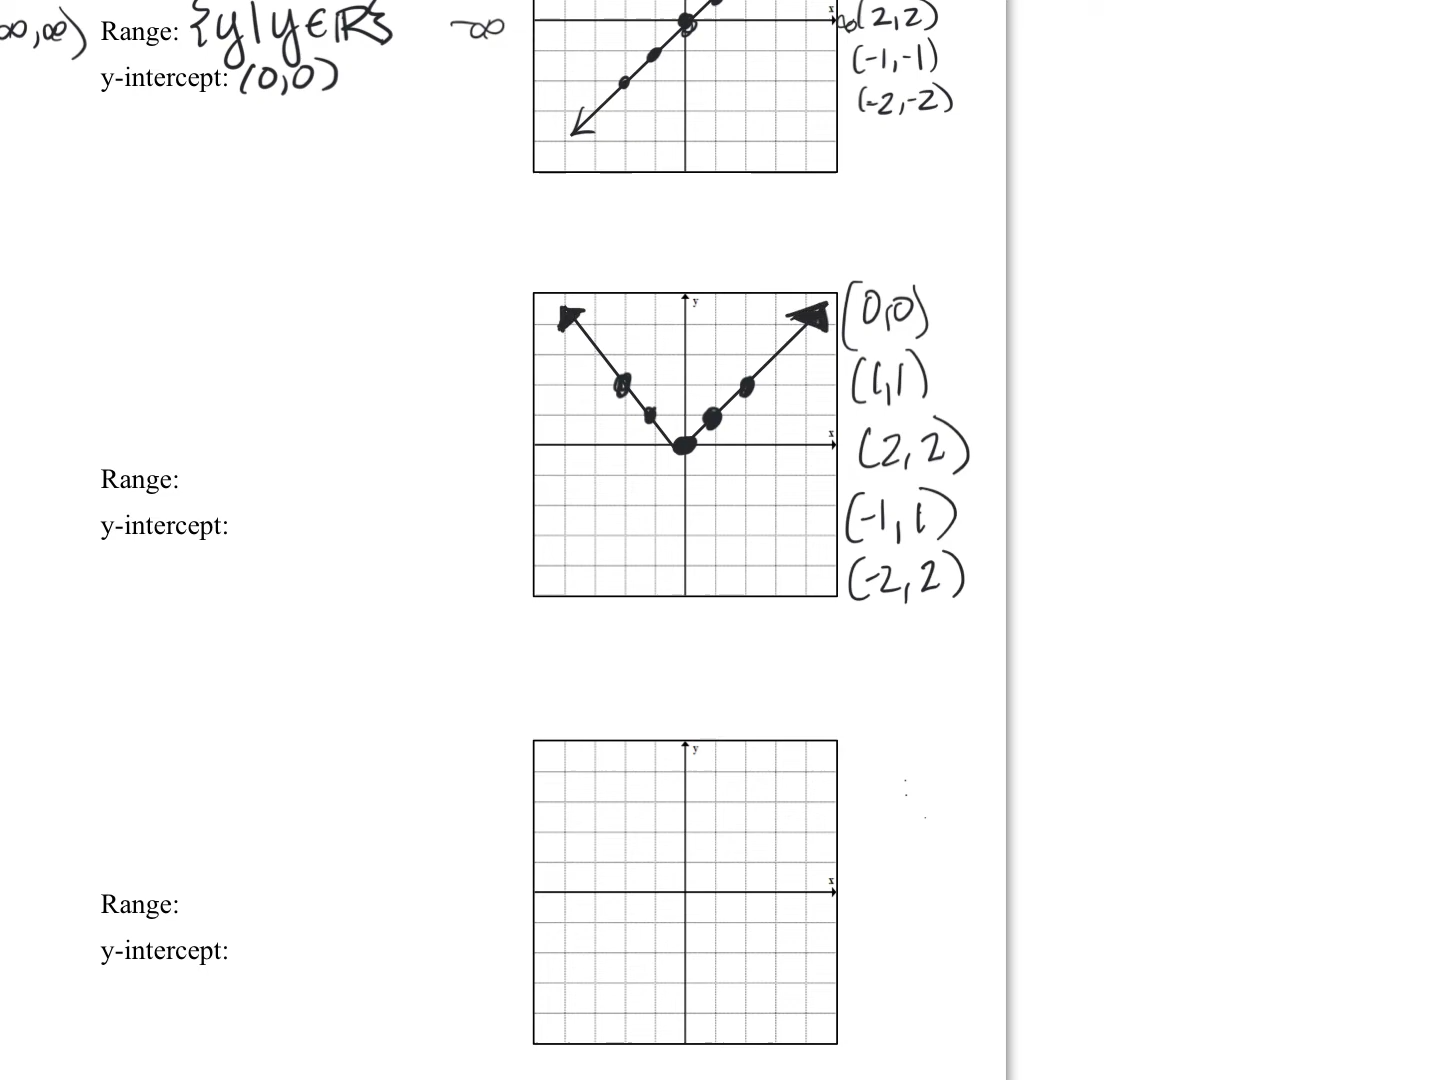 ∞,∞) Range: {y|y∈ℝ} -∞
y-intercept: (0,0)
x
(2,2)
(-1,-1)
(-2,-2)
y
x
(0,0)
(1,1)
(2,2)
(-1,1)
(-2,2)
Range:
y-intercept:
y
x
Range:
y-intercept: